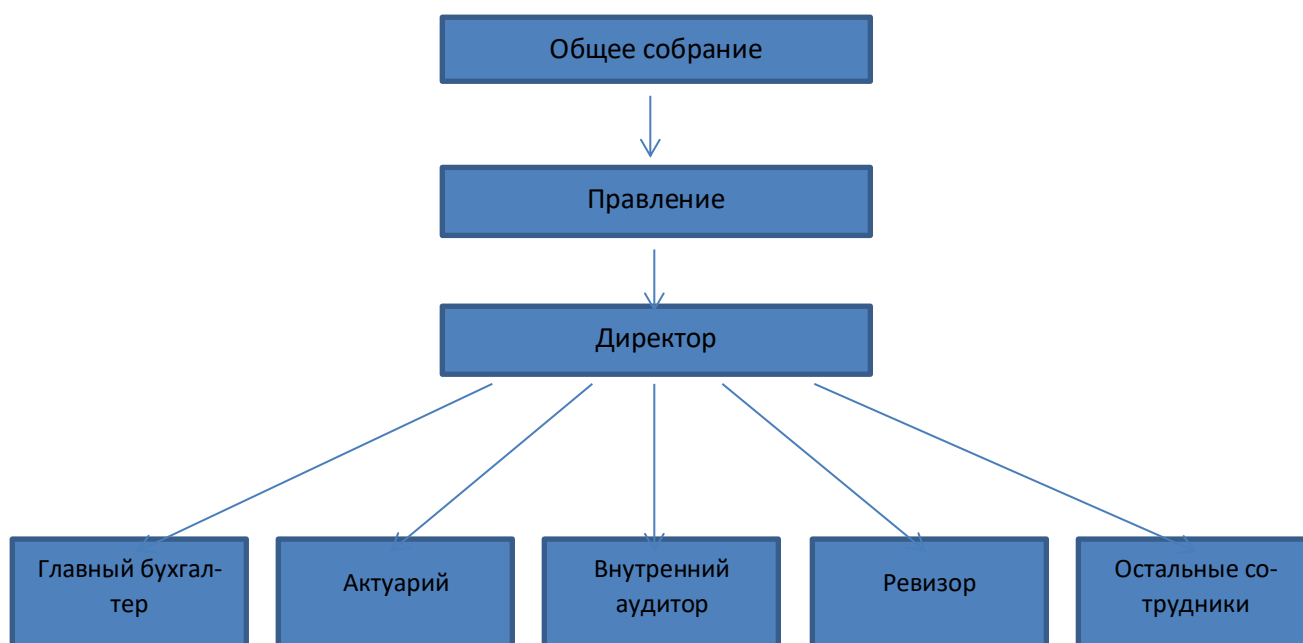 Общее собрание
Правление
Директор
Главный бухгал-
тер
Актуарий
Внутренний
аудитор
Ревизор
Остальные со-
трудники